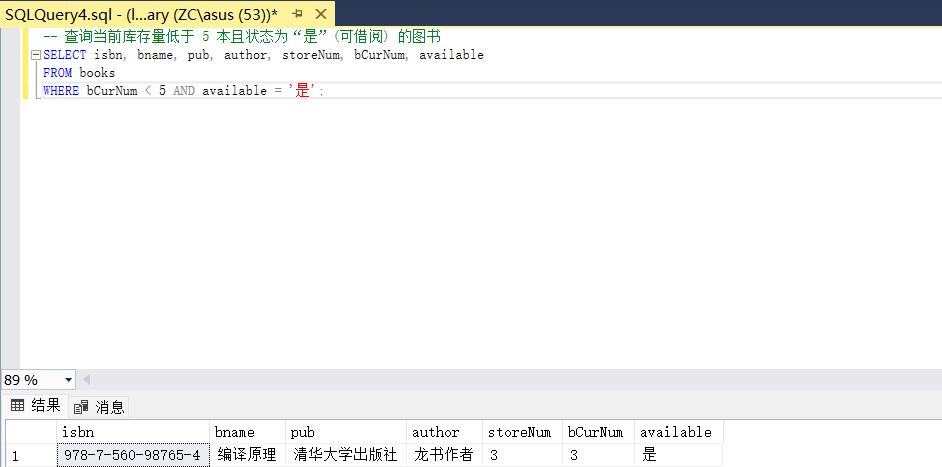 SQLQuery4.sql - (l...ary (ZC\asus (53))*
-- 查询当前库存量低于 5 本且状态为“是”(可借阅) 的图书
SELECT isbn, bname, pub, author, storeNum, bCurNum, available
FROM books
WHERE bCurNum < 5 AND available = '是';
89 %
结果 消息
isbn bname pub author storeNum bCurNum available
1 978-7-560-98765-4 编译原理 清华大学出版社 龙书作者 3 3 是